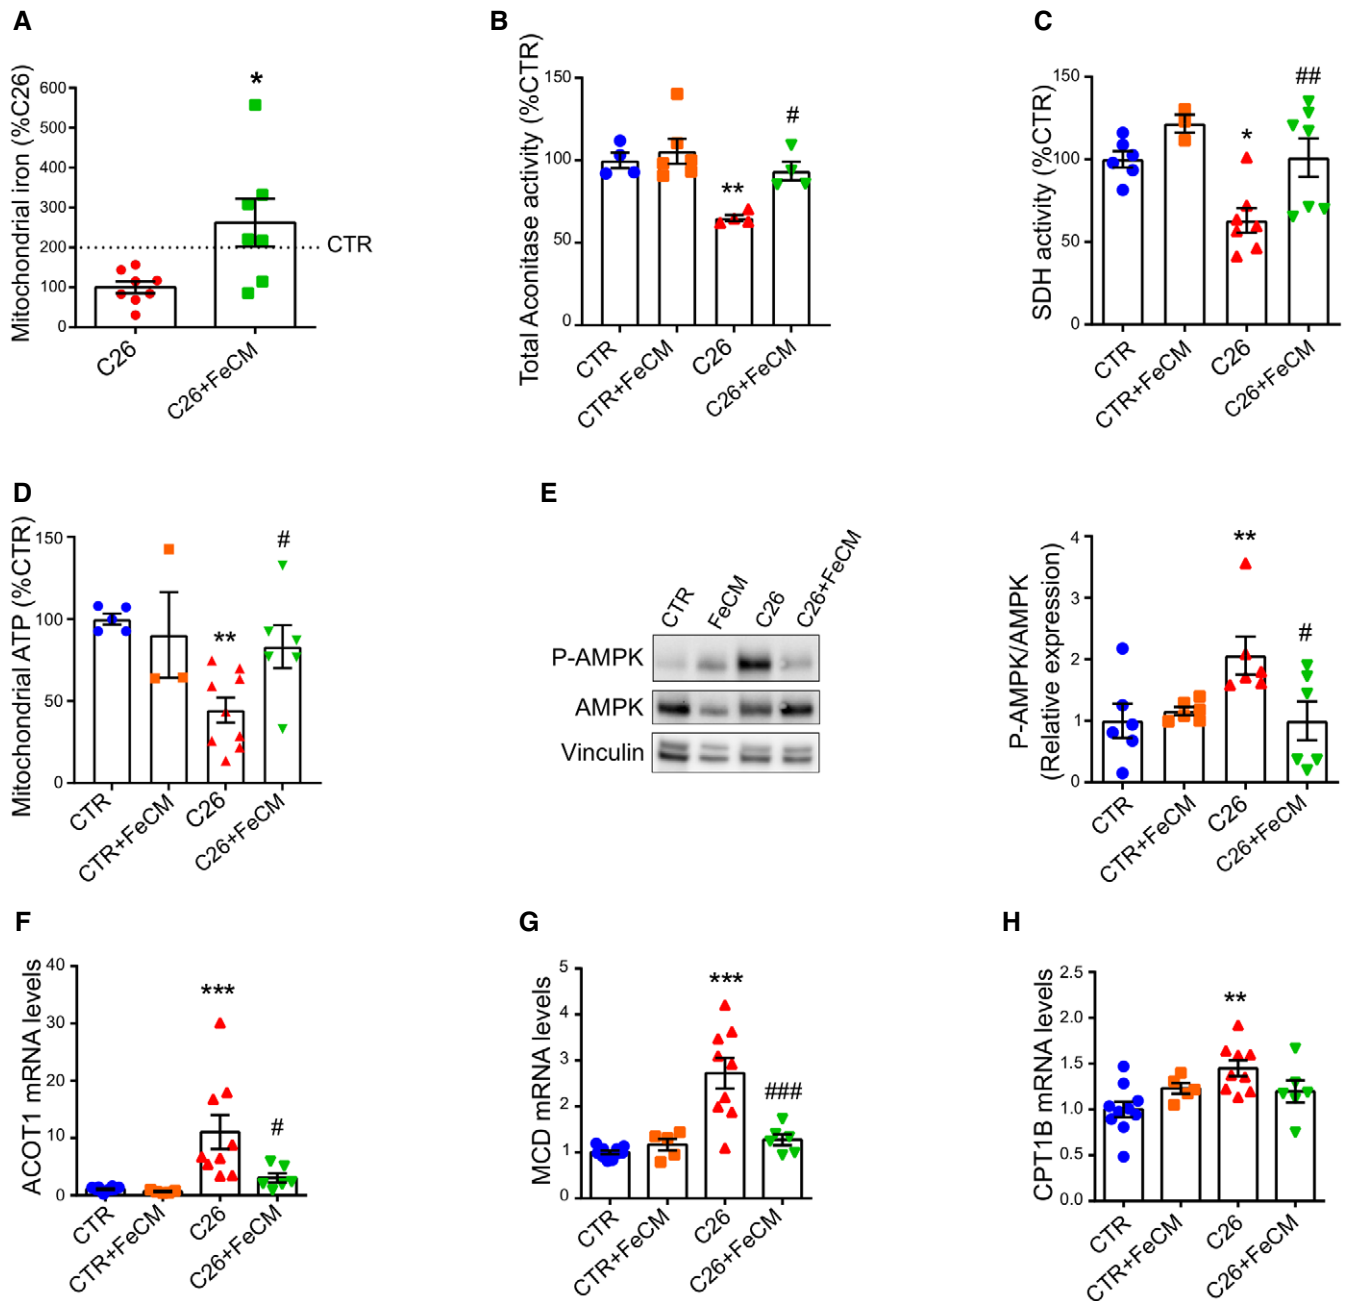 A
Mitochondrial iron (%C26)
600
500
400
300
200
100
0
*
CTR
C26
C26+FeCM
B
Total Aconitase activity (%CTR)
150
100
50
0
**
#
CTR
CTR+FeCM
C26
C26+FeCM
C
SDH activity (%CTR)
150
100
50
0
*
##
CTR
CTR+FeCM
C26
C26+FeCM
D
Mitochondrial ATP (%CTR)
150
100
50
0
**
#
CTR
CTR+FeCM
C26
C26+FeCM
E
CTR
FeCM
C26
C26+FeCM
P-AMPK
AMPK
Vinculin
P-AMPK/AMPK
(Relative expression)
4
3
2
1
0
**
#
CTR
CTR+FeCM
C26
C26+FeCM
F
ACOT1 mRNA levels
40
30
20
10
0
***
#
CTR
CTR+FeCM
C26
C26+FeCM
G
MCD mRNA levels
5
4
3
2
1
0
***
###
CTR
CTR+FeCM
C26
C26+FeCM
H
CPT1B mRNA levels
2.5
2.0
1.5
1.0
0.5
0.0
**
CTR
CTR+FeCM
C26
C26+FeCM